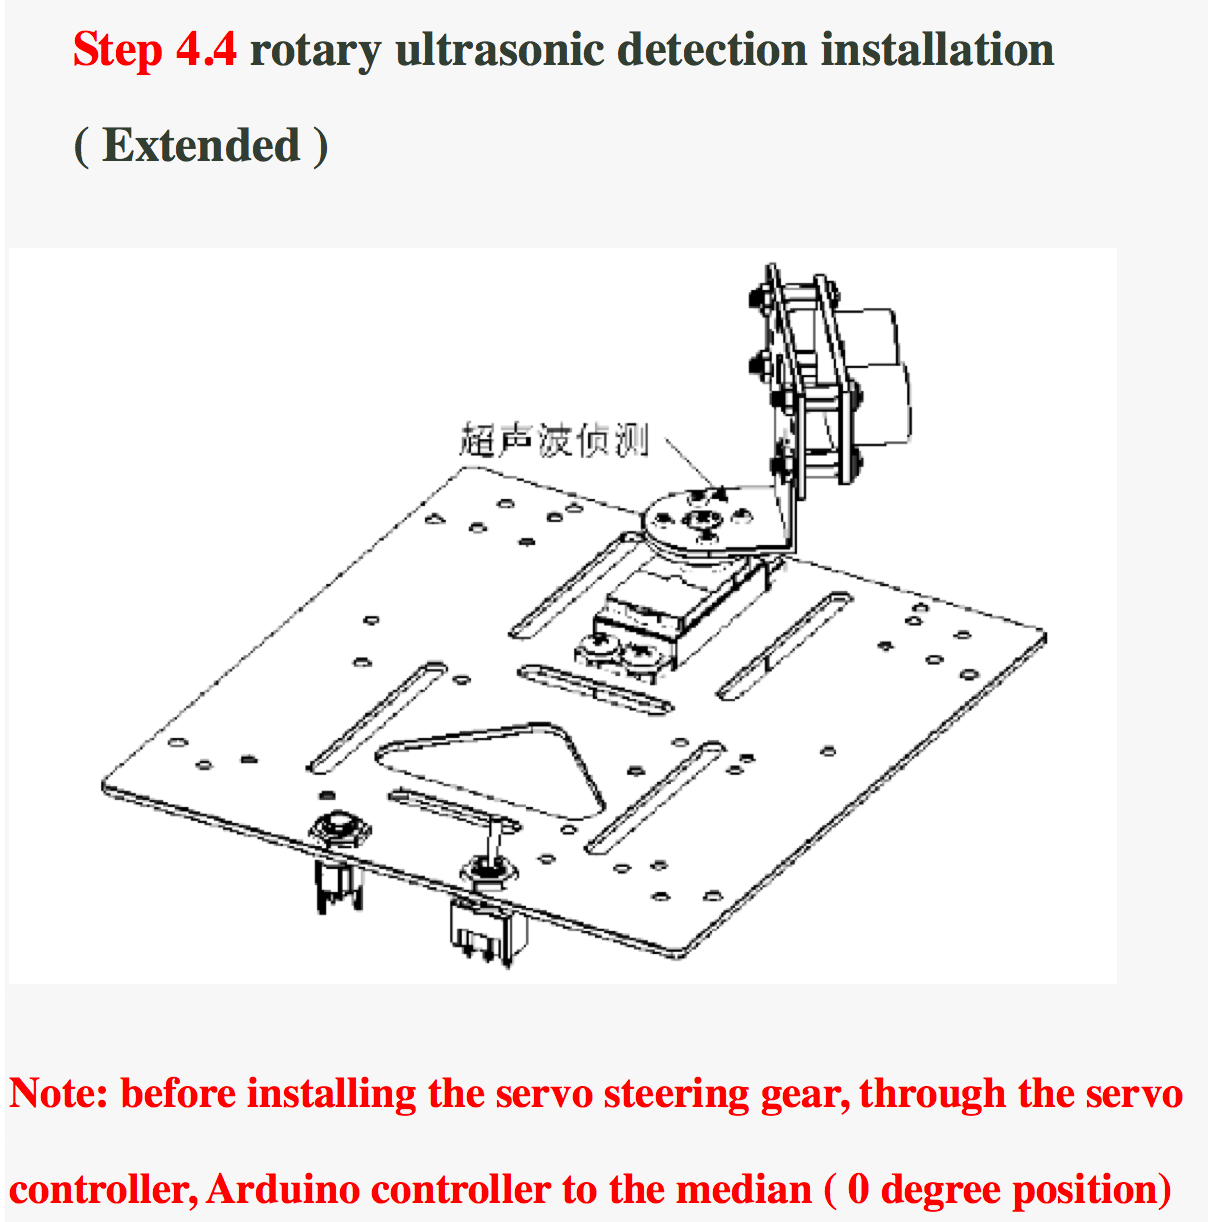 Step 4.4 rotary ultrasonic detection installation
( Extended )
超声波侦测
Note: before installing the servo steering gear, through the servo
controller, Arduino controller to the median ( 0 degree position)